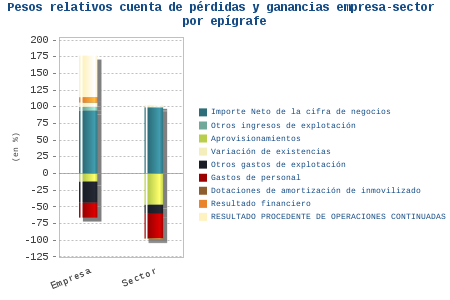 Pesos relativos cuenta de pérdidas y ganancias empresa-sector
por epígrafe
200
175
150
125
100
75
50
25
0
-25
-50
-75
-100
-125
(en %)
Empresa
Sector
Importe Neto de la cifra de negocios
Otros ingresos de explotación
Aprovisionamientos
Variación de existencias
Otros gastos de explotación
Gastos de personal
Dotaciones de amortización de inmovilizado
Resultado financiero
RESULTADO PROCEDENTE DE OPERACIONES CONTINUADAS